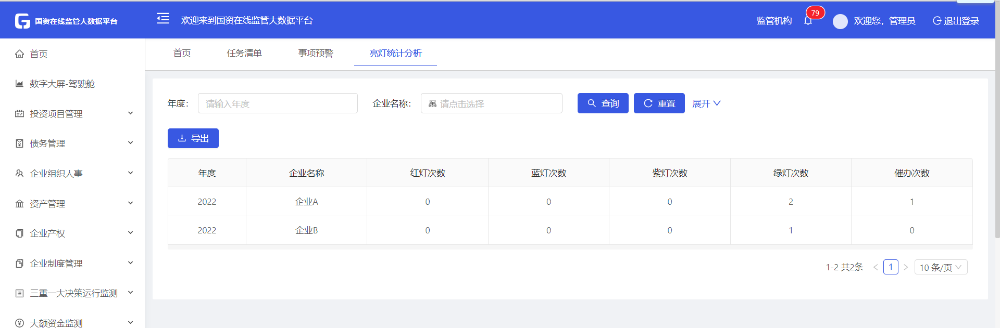 国资在线监管大数据平台
欢迎来到国资在线监管大数据平台
监管机构
79
欢迎您，管理员
退出登录
首页
数字大屏-驾驶舱
投资项目管理
债务管理
企业组织人事
资产管理
企业产权
企业制度管理
三重一大决策运行监测
大额资金监测
首页 任务清单 事项预警 亮灯统计分析
年度： 请输入年度 企业名称： 请点击选择 查询 重置 展开
导出
年度 企业名称 红灯次数 蓝灯次数 紫灯次数 绿灯次数 催办次数
2022 企业A 0 0 0 2 1
2022 企业B 0 0 0 1 0
1-2 共2条 < 1 > 10 条/页